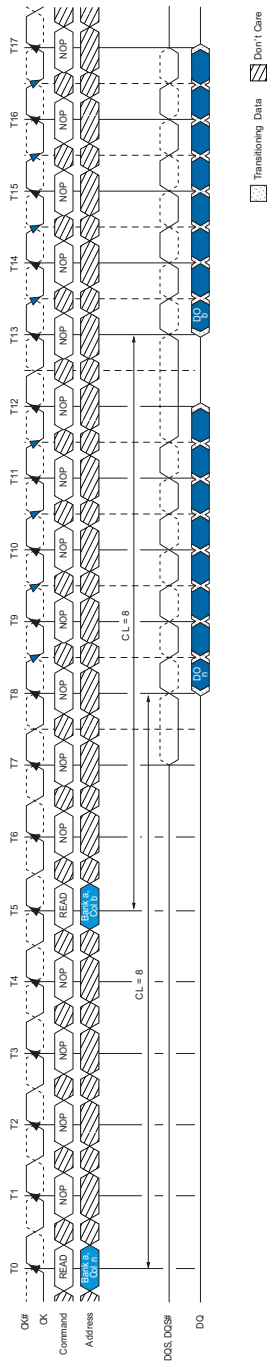 T0 T1 T2 T3 T4 T5 T6 T7 T8 T9 T10 T11 T12 T13 T14 T15 T16 T17
CK#
CK
Command READ NOP NOP NOP NOP READ NOP NOP NOP NOP NOP NOP NOP NOP NOP NOP NOP NOP
Address Bank a, Col n Bank a, Col b
CL = 8
CL = 8
DQS, DQS#
DQ DO n DO b
Transitioning Data Don't Care